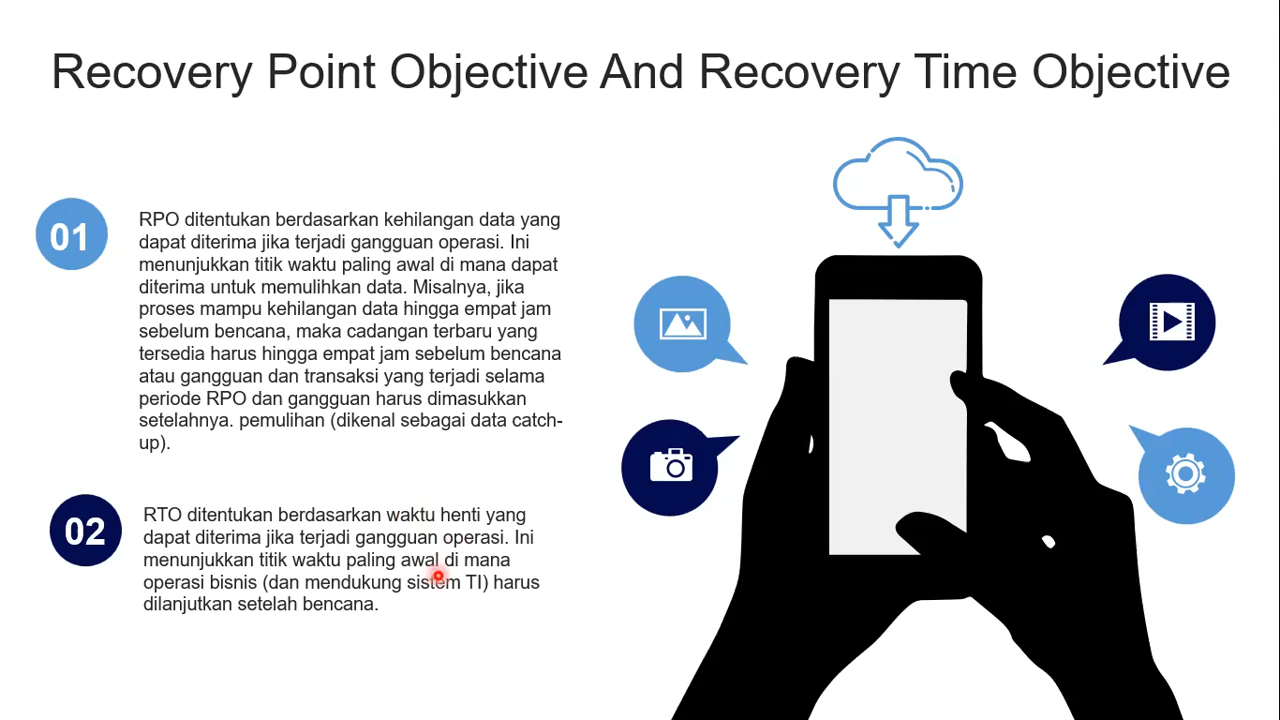 Recovery Point Objective And Recovery Time Objective
01
RPO ditentukan berdasarkan kehilangan data yang
dapat diterima jika terjadi gangguan operasi. Ini
menunjukkan titik waktu paling awal di mana dapat
diterima untuk memulihkan data. Misalnya, jika
proses mampu kehilangan data hingga empat jam
sebelum bencana, maka cadangan terbaru yang
tersedia harus hingga empat jam sebelum bencana
atau gangguan dan transaksi yang terjadi selama
periode RPO dan gangguan harus dimasukkan
setelahnya. pemulihan (dikenal sebagai data catch-
up).
02
RTO ditentukan berdasarkan waktu henti yang
dapat diterima jika terjadi gangguan operasi. Ini
menunjukkan titik waktu paling awal di mana
operasi bisnis (dan mendukung sistem TI) harus
dilanjutkan setelah bencana.